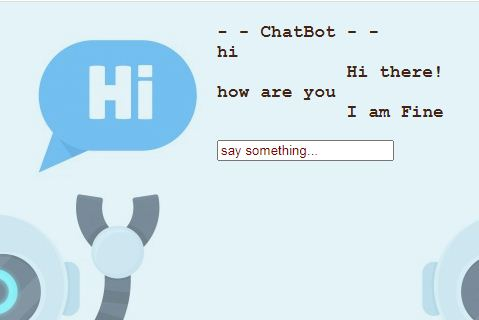 Hi
- - ChatBot - -
hi
Hi there!
how are you
I am Fine
say something...